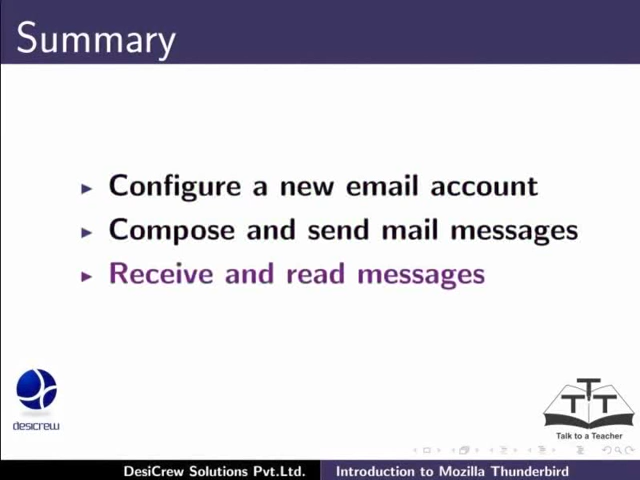 Summary
Configure a new email account
Compose and send mail messages
Receive and read messages
desicrew
TTT
Talk to a Teacher
DesiCrew Solutions Pvt.Ltd.
Introduction to Mozilla Thunderbird